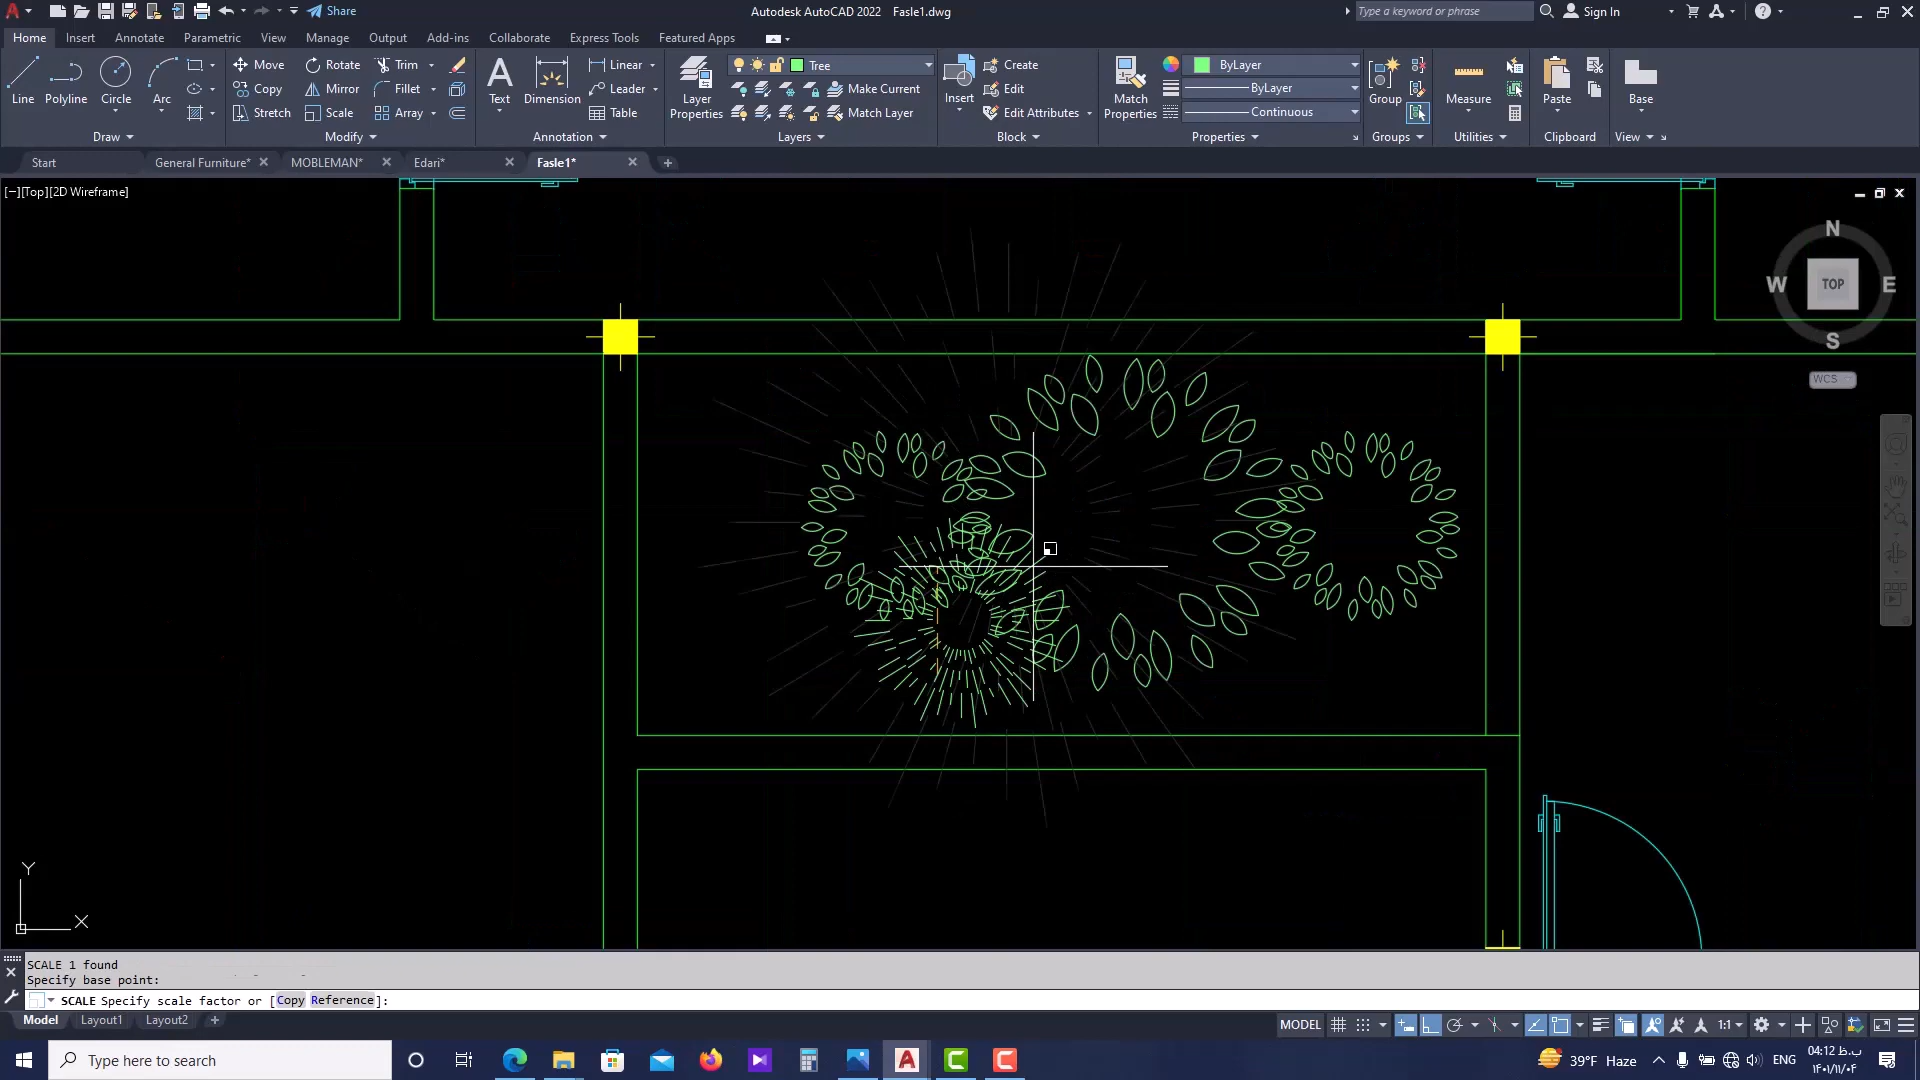 Share
Autodesk AutoCAD 2022 Fasle1.dwg
Type a keyword or phrase
Sign In
Home Insert Annotate Parametric View Manage Output Add-ins Collaborate Express Tools Featured Apps
Line Polyline Circle Arc
Draw
Move Rotate Trim
Copy Mirror Fillet
Stretch Scale Array
Modify
Text Dimension
Linear
Leader
Table
Annotation
Layer Properties
Tree
Make Current
Match Layer
Layers
Insert
Create
Edit
Edit Attributes
Block
Match Properties
ByLayer
ByLayer
Continuous
Properties
Group
Groups
Measure
Utilities
Paste
Clipboard
Base
View
Start General Furniture* MOBLEMAN* Edari* Fasle1*
[−][Top][2D Wireframe]
N
W TOP E
S
WCS
Y
X
SCALE 1 found
Specify base point:
SCALE Specify scale factor or [Copy Reference]:
Model Layout1 Layout2 +
MODEL 1:1
Type here to search
39°F Haze
ENG
04:12 ب.ظ
۱۴۰۱/۱۱/۰۴